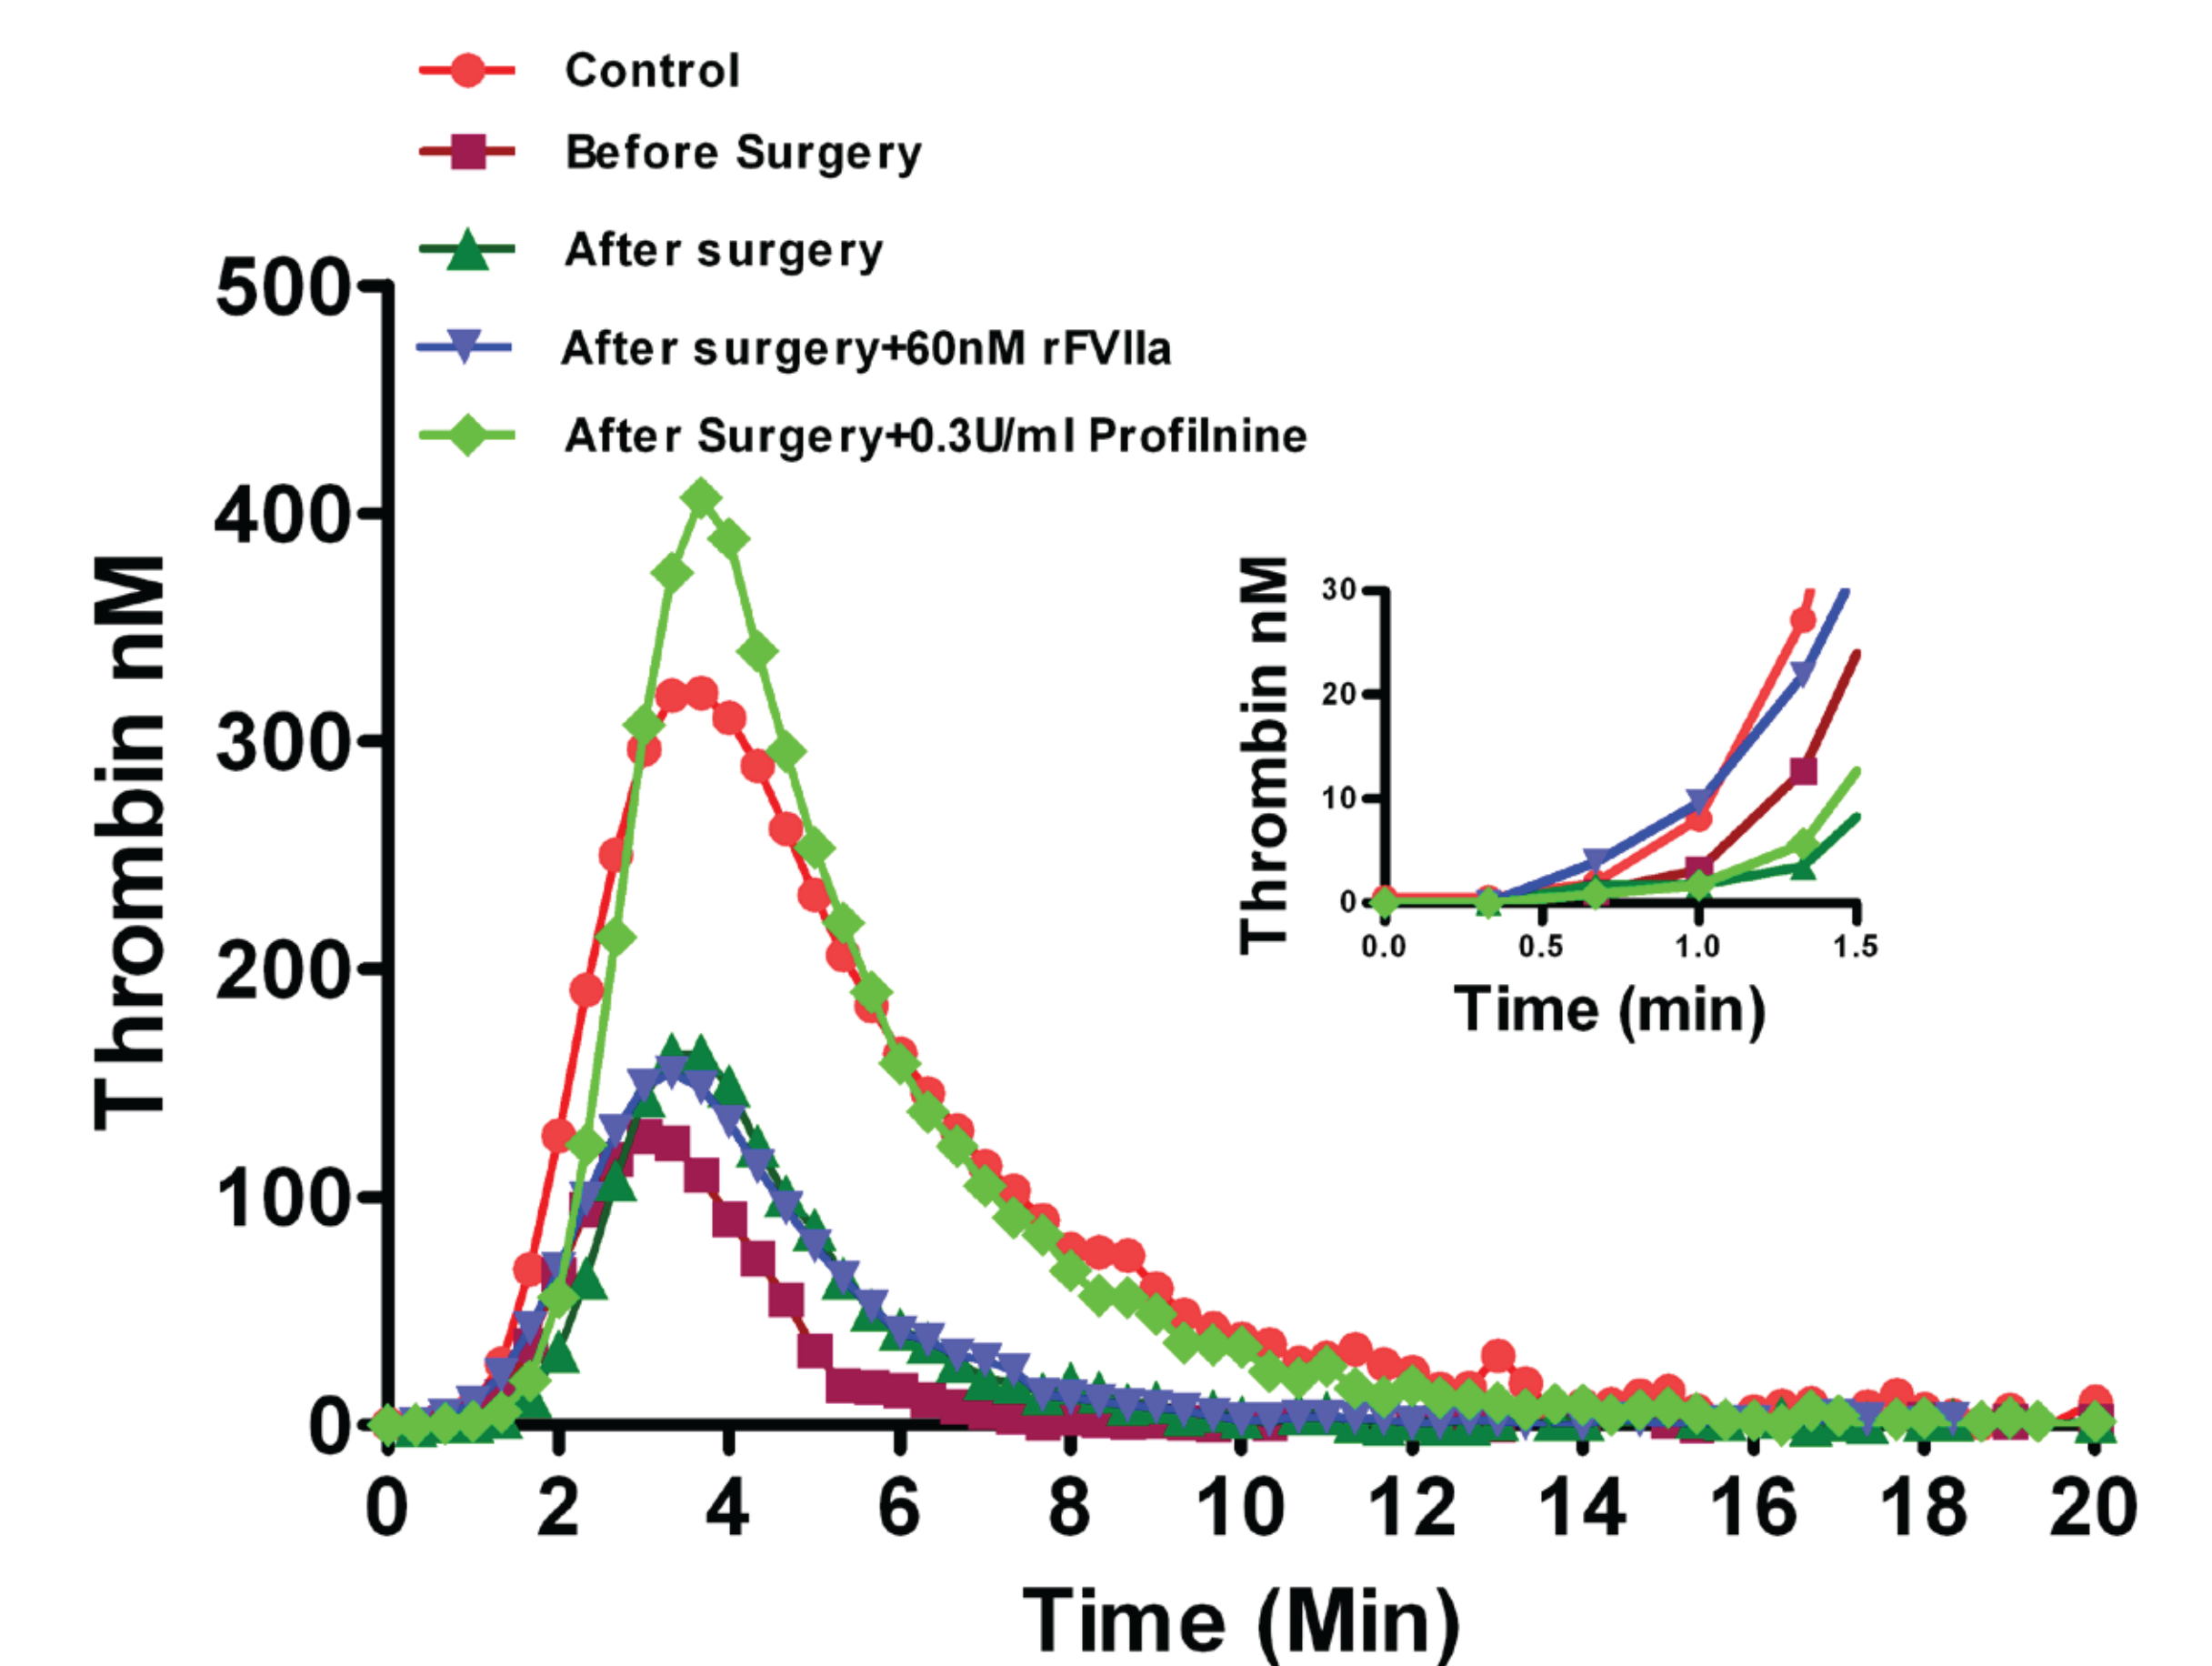 Control
Before Surgery
After surgery
After surgery+60nM rFVIIa
After Surgery+0.3U/ml Profilnine
500
400
300
200
100
0
Thrombin nM
0 2 4 6 8 10 12 14 16 18 20
Time (Min)
30
20
10
0
Thrombin nM
0.0 0.5 1.0 1.5
Time (min)